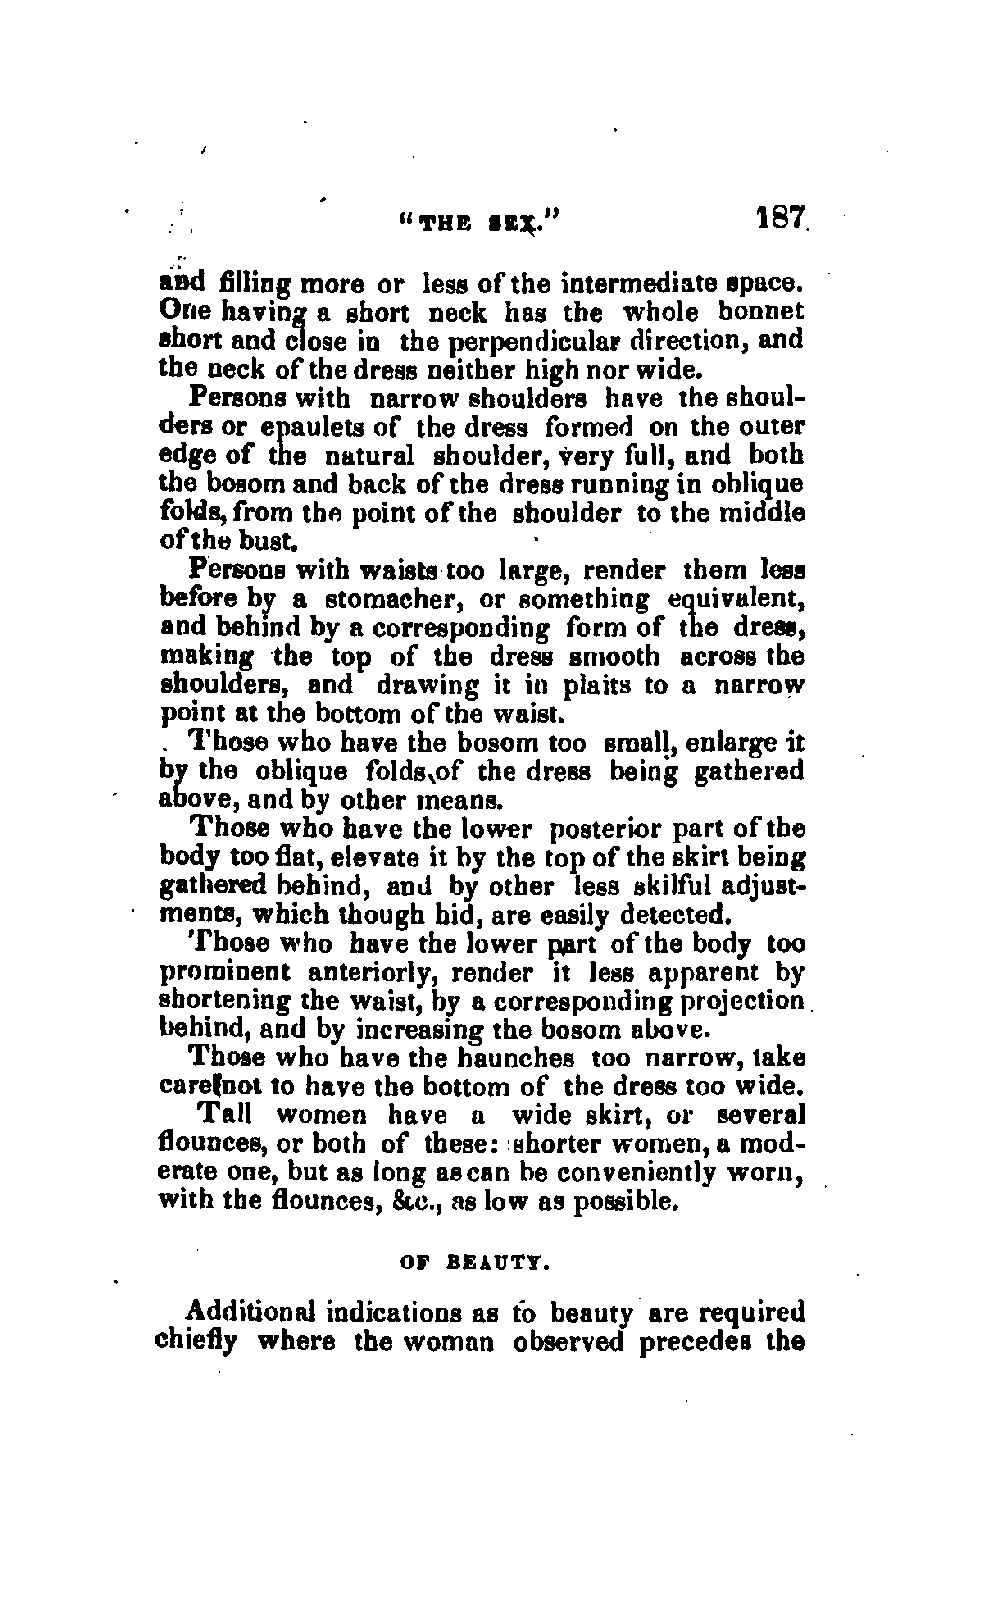 "THE SEX." 187
and filling more or less of the intermediate space.
One having a short neck has the whole bonnet
short and close in the perpendicular direction, and
the neck of the dress neither high nor wide.
Persons with narrow shoulders have the shoul-
ders or epaulets of the dress formed on the outer
edge of the natural shoulder, very full, and both
the bosom and back of the dress running in oblique
folds, from the point of the shoulder to the middle
of the bust.
Persons with waists too large, render them less
before by a stomacher, or something equivalent,
and behind by a corresponding form of the dress,
making the top of the dress smooth across the
shoulders, and drawing it in plaits to a narrow
point at the bottom of the waist.
Those who have the bosom too small, enlarge it
by the oblique folds of the dress being gathered
above, and by other means.
Those who have the lower posterior part of the
body too flat, elevate it by the top of the skirt being
gathered behind, and by other less skilful adjust-
ments, which though hid, are easily detected.
Those who have the lower part of the body too
prominent anteriorly, render it less apparent by
shortening the waist, by a corresponding projection
behind, and by increasing the bosom above.
Those who have the haunches too narrow, take
care not to have the bottom of the dress too wide.
Tall women have a wide skirt, or several
flounces, or both of these: shorter women, a mod-
erate one, but as long as can be conveniently worn,
with the flounces, &c., as low as possible.
OF BEAUTY.
Additional indications as to beauty are required
chiefly where the woman observed precedes the